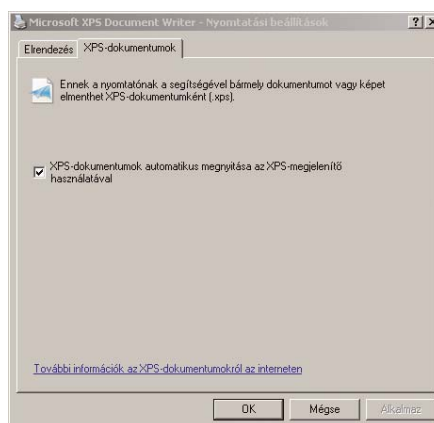 Microsoft XPS Document Writer - Nyomtatási beállítások
Elrendezés XPS-dokumentumok
Ennek a nyomtatónak a segítségével bármely dokumentumot vagy képet
elmenthet XPS-dokumentumként (.xps).
XPS-dokumentumok automatikus megnyitása az XPS-megjelenítő
használatával
További információk az XPS-dokumentumokról az interneten
OK Mégse Alkalmaz